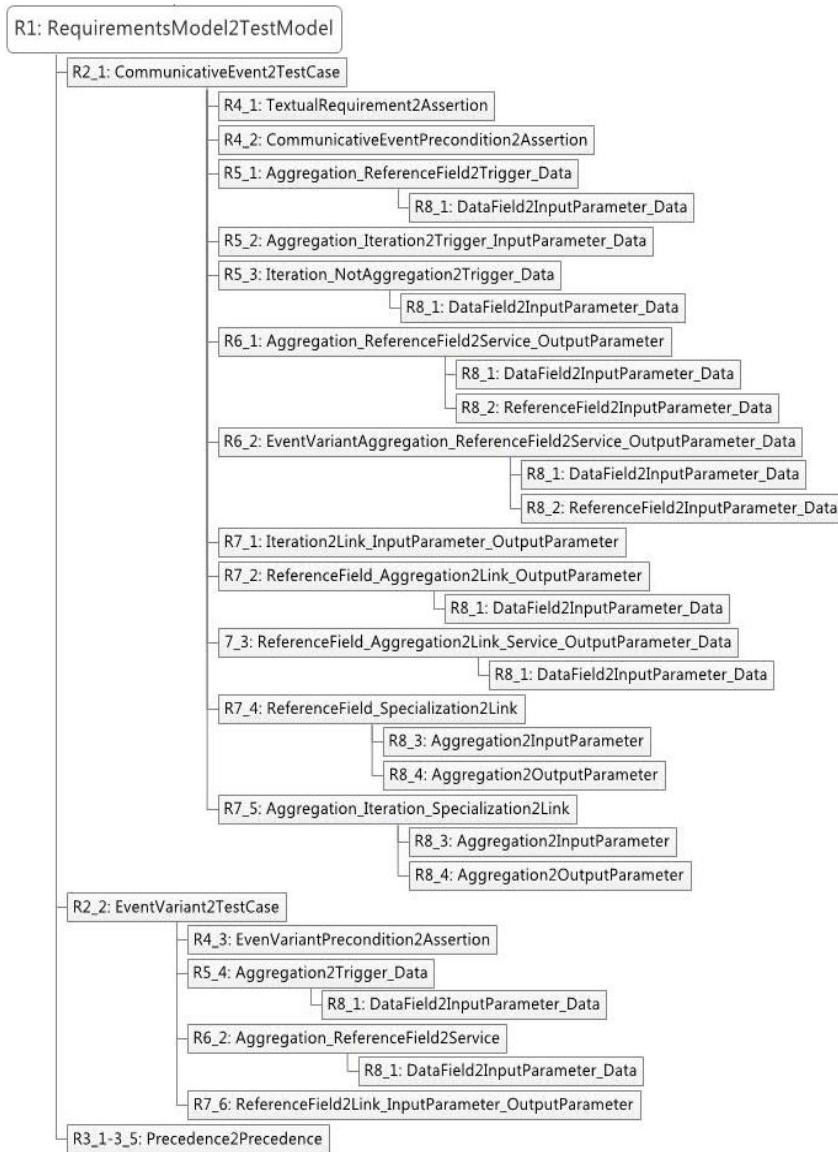 R1: RequirementsModel2TestModel
R2_1: CommunicativeEvent2TestCase
R4_1: TextualRequirement2Assertion
R4_2: CommunicativeEventPrecondition2Assertion
R5_1: Aggregation_ReferenceField2Trigger_Data
R8_1: DataField2InputParameter_Data
R5_2: Aggregation_Iteration2Trigger_InputParameter_Data
R5_3: Iteration_NotAggregation2Trigger_Data
R8_1: DataField2InputParameter_Data
R6_1: Aggregation_ReferenceField2Service_OutputParameter
R8_1: DataField2InputParameter_Data
R8_2: ReferenceField2InputParameter_Data
R6_2: EventVariantAggregation_ReferenceField2Service_OutputParameter_Data
R8_1: DataField2InputParameter_Data
R8_2: ReferenceField2InputParameter_Data
R7_1: Iteration2Link_InputParameter_OutputParameter
R7_2: ReferenceField_Aggregation2Link_OutputParameter
R8_1: DataField2InputParameter_Data
7_3: ReferenceField_Aggregation2Link_Service_OutputParameter_Data
R8_1: DataField2InputParameter_Data
R7_4: ReferenceField_Specialization2Link
R8_3: Aggregation2InputParameter
R8_4: Aggregation2OutputParameter
R7_5: Aggregation_Iteration_Specialization2Link
R8_3: Aggregation2InputParameter
R8_4: Aggregation2OutputParameter
R2_2: EventVariant2TestCase
R4_3: EvenVariantPrecondition2Assertion
R5_4: Aggregation2Trigger_Data
R8_1: DataField2InputParameter_Data
R6_2: Aggregation_ReferenceField2Service
R8_1: DataField2InputParameter_Data
R7_6: ReferenceField2Link_InputParameter_OutputParameter
R3_1-3_5: Precedence2Precedence